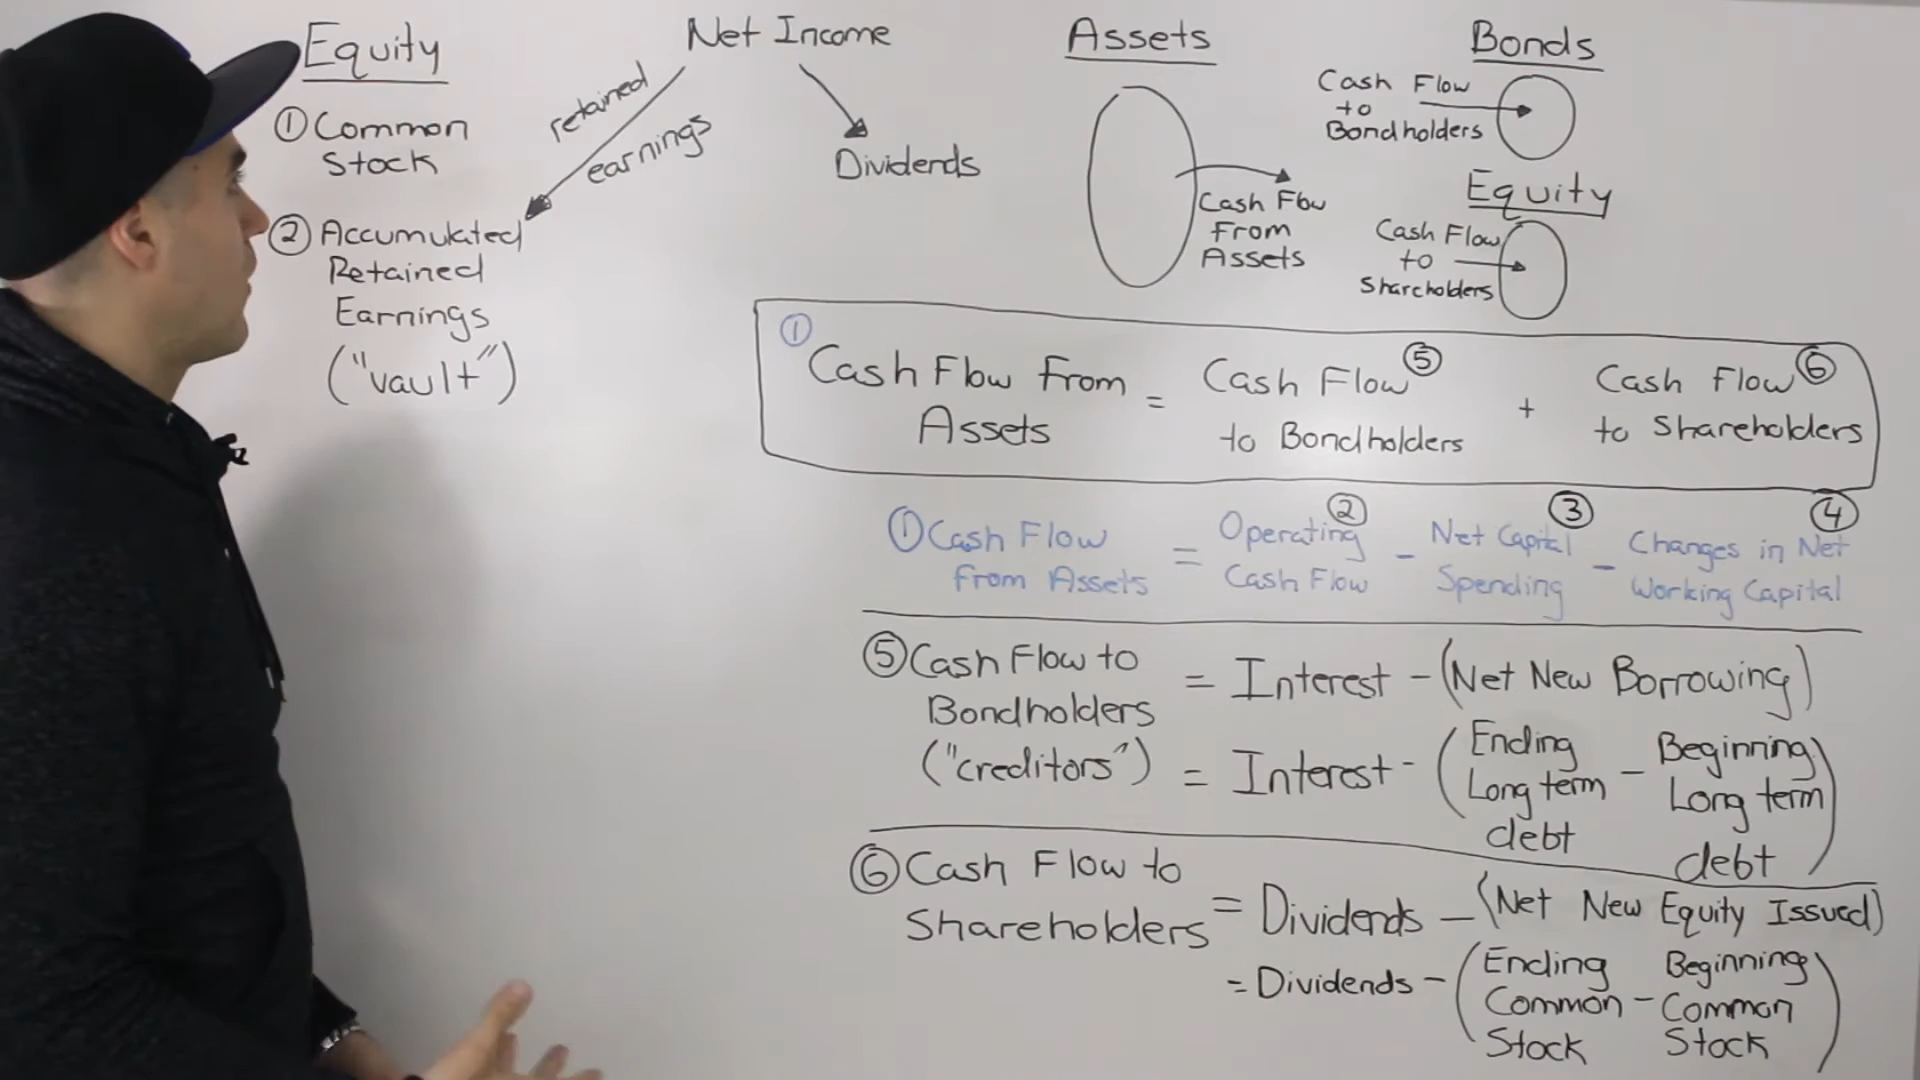 Equity
① Common
Stock
② Accumulated
Retained
Earnings
("vault")
Net Income
retained
earnings
Dividends
Assets
Cash Flow
From
Assets
Bonds
Cash Flow
to
Bondholders
Equity
Cash Flow
to
Shareholders
① Cash Flow From Assets = Cash Flow ⑤ to Bondholders + Cash Flow ⑥ to Shareholders
① Cash Flow From Assets = Operating ② Cash Flow - Net Capital ③ Spending - Changes in Net ④ Working Capital
⑤ Cash Flow to Bondholders ("creditors") = Interest - (Net New Borrowing)
= Interest - (Ending Long term debt - Beginning Long term debt)
⑥ Cash Flow to Shareholders = Dividends - (Net New Equity Issued)
= Dividends - (Ending Common Stock - Beginning Common Stock)